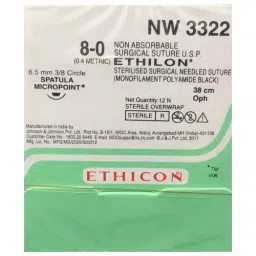 NW 3322
8-0
(0.4 METRIC)
NON ABSORBABLE
SURGICAL SUTURE U.S.P.
ETHILON*
6.5 mm 3/8 Circle
SPATULA
MICROPOINT*
STERILISED SURGICAL NEEDLED SUTURE
(MONOFILAMENT POLYAMIDE BLACK)
38 cm
Oph
Net Quantity: 12 N
STERILE OVERWRAP
STERILE R
Manufactured in India by
Johnson & Johnson Pvt. Ltd.
ETHICON
TM